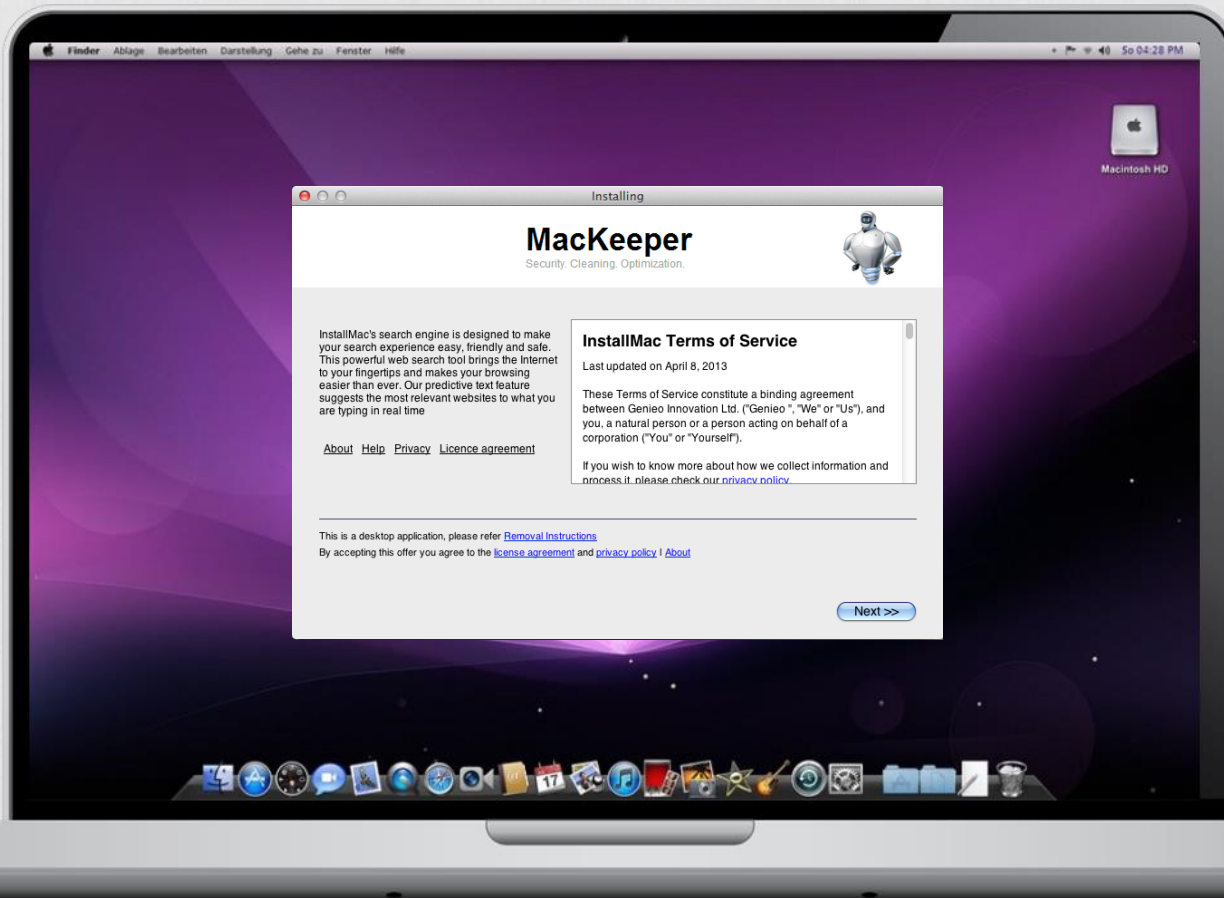 Finder Ablage Bearbeiten Darstellung Gehe zu Fenster Hilfe So 04:28 PM
Macintosh HD
Installing
MacKeeper
Security. Cleaning. Optimization.
InstallMac's search engine is designed to make
your search experience easy, friendly and safe.
This powerful web search tool brings the Internet
to your fingertips and makes your browsing
easier than ever. Our predictive text feature
suggests the most relevant websites to what you
are typing in real time
About Help Privacy Licence agreement
InstallMac Terms of Service
Last updated on April 8, 2013
These Terms of Service constitute a binding agreement
between Genieo Innovation Ltd. ("Genieo ", "We" or "Us"), and
you, a natural person or a person acting on behalf of a
corporation ("You" or "Yourself").
If you wish to know more about how we collect information and
process it, please check our privacy policy.
This is a desktop application, please refer Removal Instructions
By accepting this offer you agree to the license agreement and privacy policy | About
Next >>
17